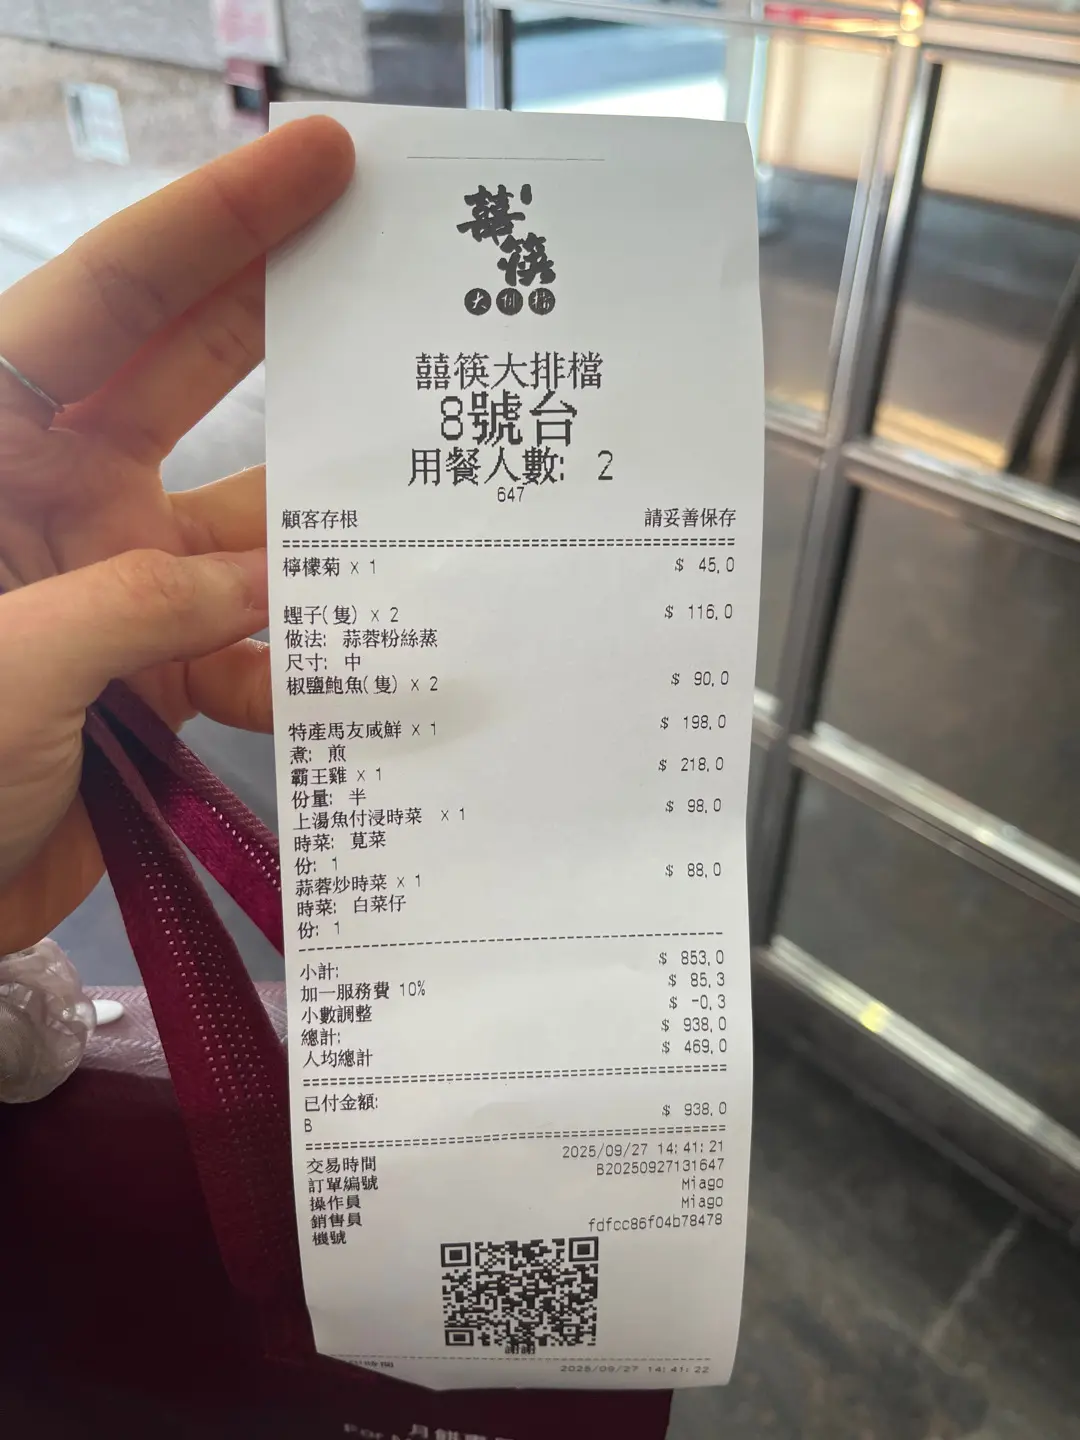 囍筷
大排檔
囍筷大排檔
8號台
用餐人數: 2
647
顧客存根 請妥善保存
檸檬菊 x 1 $ 45.0
蟶子(隻) x 2 $ 116.0
做法: 蒜蓉粉絲蒸
尺寸: 中
椒鹽鮑魚(隻) x 2 $ 90.0
特產馬友咸鮮 x 1 $ 198.0
煮: 煎
霸王雞 x 1 $ 218.0
份量: 半
上湯魚付浸時菜 x 1 $ 98.0
時菜: 莧菜
份: 1
蒜蓉炒時菜 x 1 $ 88.0
時菜: 白菜仔
份: 1
小計: $ 853.0
加一服務費 10% $ 85.3
小數調整 $ -0.3
總計: $ 938.0
人均總計 $ 469.0
已付金額:
B $ 938.0
交易時間 2025/09/27 14:41:21
訂單編號 B20250927131647
操作員 Miago
銷售員 Miago
機號 fdfcc86f04b78478
謝謝
2025/09/27 14:41:22
月餅專